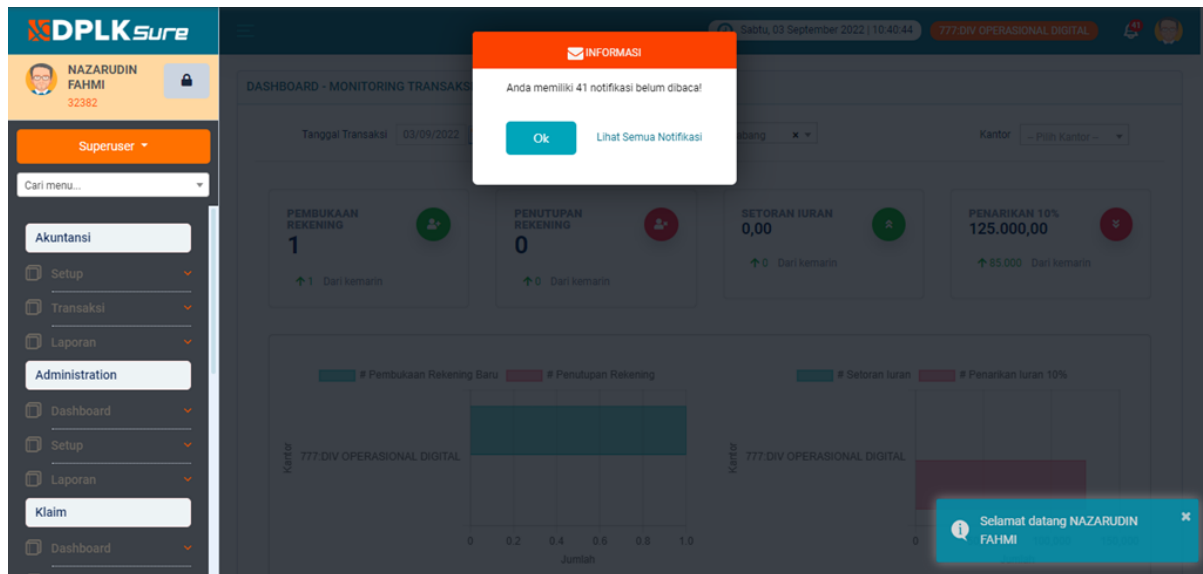 DPLKSure
NAZARUDIN
FAHMI
32382
Superuser
Cari menu...
Akuntansi
Setup
Transaksi
Laporan
Administration
Dashboard
Setup
Laporan
Klaim
Dashboard
Sabtu, 03 September 2022 | 10:40:44
777:DIV OPERASIONAL DIGITAL
41
INFORMASI
Anda memiliki 41 notifikasi belum dibaca!
Ok
Lihat Semua Notifikasi
DASHBOARD - MONITORING TRANSAKS
Tanggal Transaksi
03/09/2022
abang
Kantor
-- Pilih Kantor --
PEMBUKAAN
REKENING
1
1 Dari kemarin
PENUTUPAN
REKENING
0
0 Dari kemarin
SETORAN IURAN
0,00
0 Dari kemarin
PENARIKAN 10%
125.000,00
85.000 Dari kemarin
# Pembukaan Rekening Baru
# Penutupan Rekening
Kantor
777:DIV OPERASIONAL DIGITAL
0 0.2 0.4 0.6 0.8 1.0
Jumlah
# Setoran Iuran
# Penarikan Iuran 10%
Kantor
777:DIV OPERASIONAL DIGITAL
0
Selamat datang NAZARUDIN
FAHMI